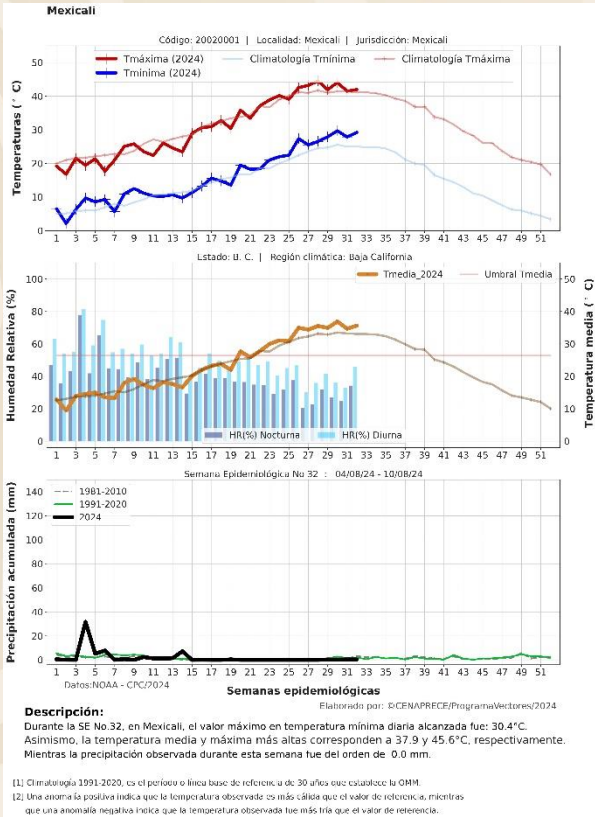 Mexicali
Código: 20020001 | Localidad: Mexicali | Jurisdicción: Mexicali
Temperaturas (°C)
50
40
30
20
10
0
Tmáxima (2024)
Tmínima (2024)
Climatología Tmínima
Climatología Tmáxima
1 3 5 7 9 11 13 15 17 19 21 23 25 27 29 31 33 35 37 39 41 43 45 47 49 51
Estado: B. C. | Región climática: Baja California
Humedad Relativa (%)
100
80
60
40
20
0
Tmedia_2024
Umbral Tmedia
HR(%) Nocturna
HR(%) Diurna
50
40
30
20
10
0
Temperatura media (°C)
1 3 5 7 9 11 13 15 17 19 21 23 25 27 29 31 33 35 37 39 41 43 45 47 49 51
Semana Epidemiológica No 32 : 04/08/24 - 10/08/24
Precipitación acumulada (mm)
140
120
100
80
60
40
20
0
1981-2010
1991-2020
2024
1 3 5 7 9 11 13 15 17 19 21 23 25 27 29 31 33 35 37 39 41 43 45 47 49 51
Datos:NOAA - CPC/2024
Semanas epidemiológicas
Elaborado por: ©CENAPRECE/ProgramaVectores/2024
Descripción:
Durante la SE No.32, en Mexicali, el valor máximo en temperatura mínima diaria alcanzada fue: 30.4°C.
Asimismo, la temperatura media y máxima más altas corresponden a 37.9 y 45.6°C, respectivamente.
Mientras la precipitación observada durante esta semana fue del orden de 0.0 mm.
[1] Climatología 1991-2020, es el período o línea base de referencia de 30 años que establece la OMM.
[2] Una anomalía positiva indica que la temperatura observada es más cálida que el valor de referencia, mientras
que una anomalía negativa indica que la temperatura observada fue más fría que el valor de referencia.